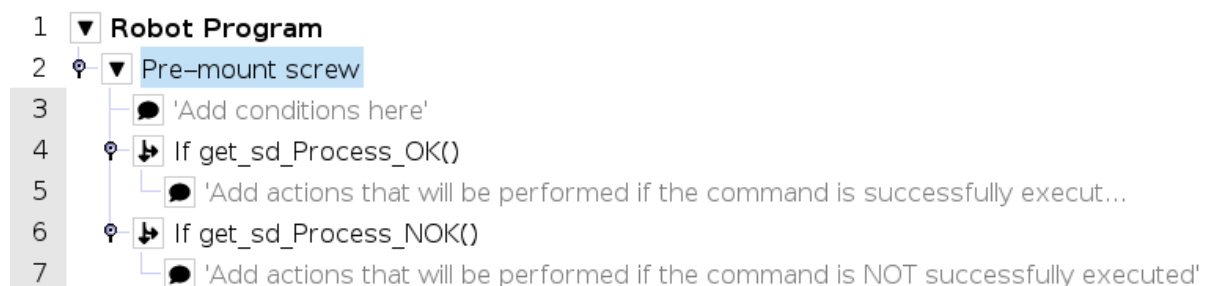 1 Robot Program
2 Pre-mount screw
3 'Add conditions here'
4 If get_sd_Process_OK()
5 'Add actions that will be performed if the command is successfully execut...
6 If get_sd_Process_NOK()
7 'Add actions that will be performed if the command is NOT successfully executed'